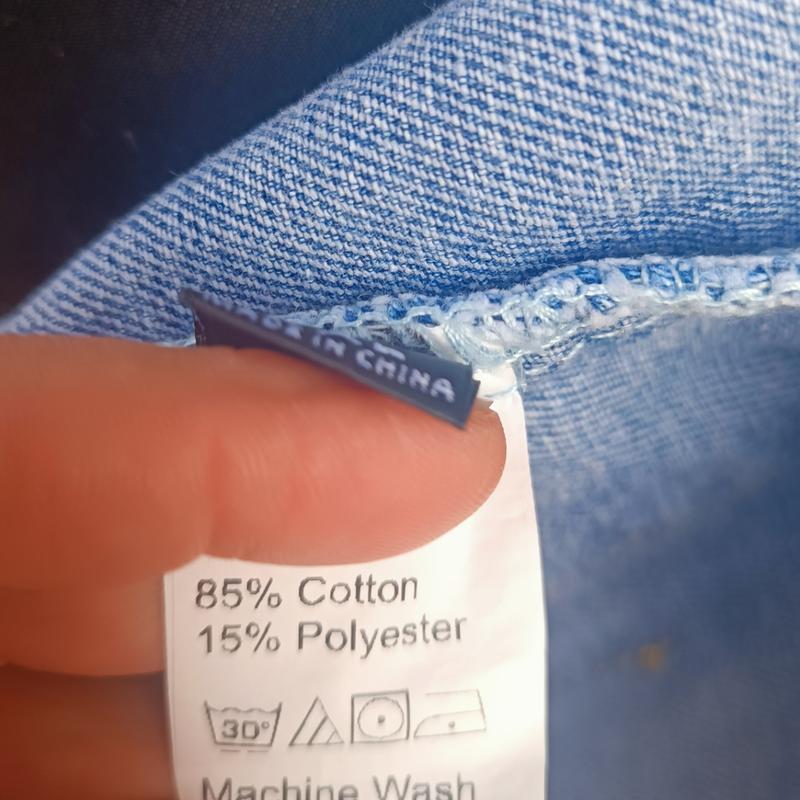 MADE IN CHINA
85% Cotton
15% Polyester
30°
Machine Wash